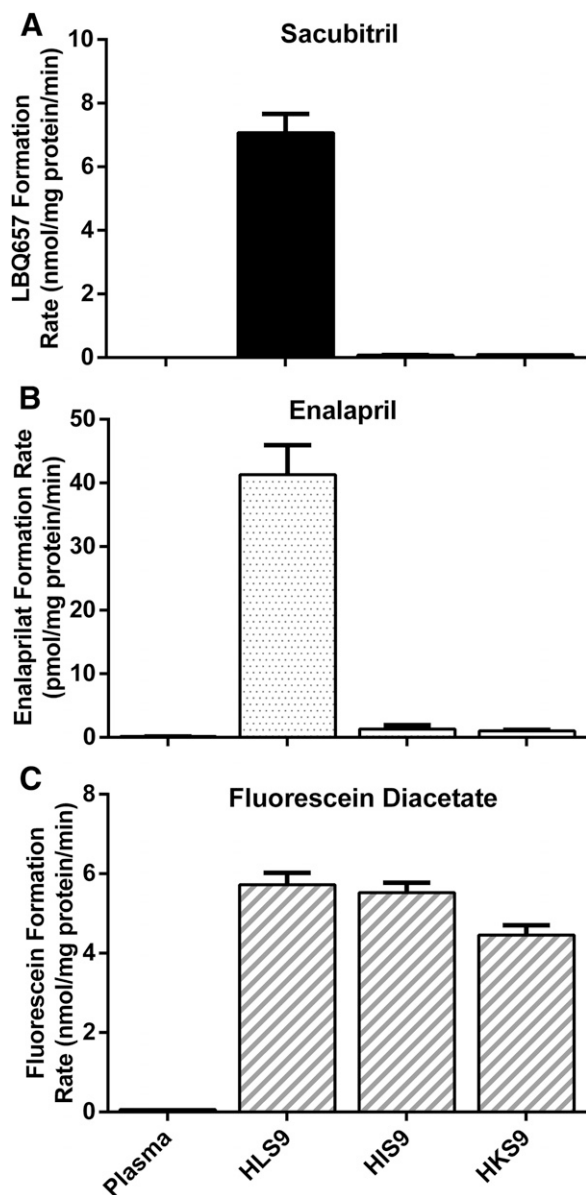 A
Sacubitril
LBQ657 Formation
Rate (nmol/mg protein/min)
10
8
6
4
2
0
B
Enalapril
Enalaprilat Formation Rate
(pmol/mg protein/min)
50
40
30
20
10
0
C
Fluorescein Diacetate
Fluorescein Formation
Rate (nmol/mg protein/min)
8
6
4
2
0
Plasma
HLS9
HIS9
HKS9